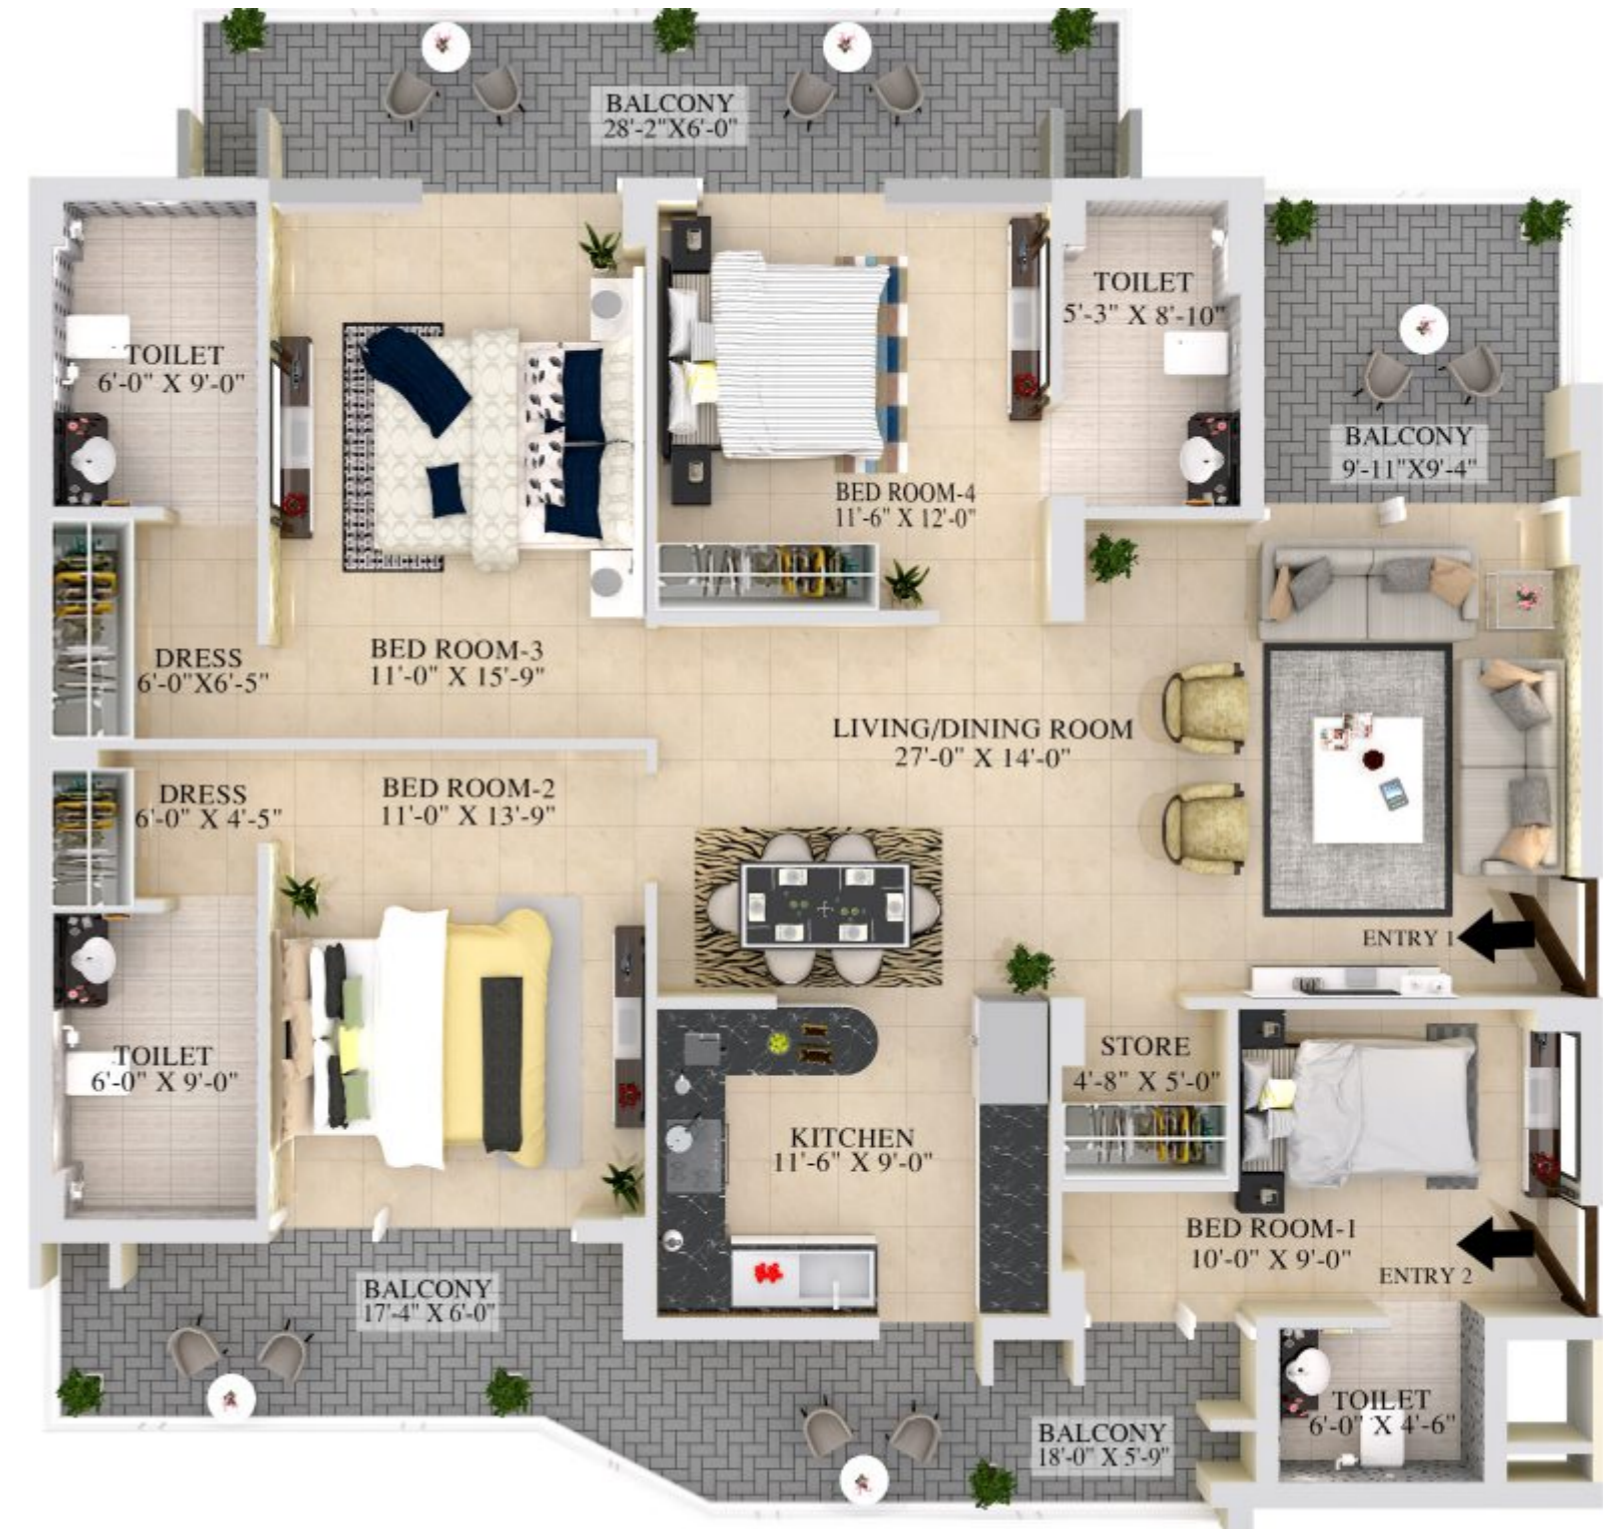 BALCONY
28'-2"X6'-0"
TOILET
6'-0" X 9'-0"
TOILET
5'-3" X 8'-10"
BALCONY
9'-11"X9'-4"
BED ROOM-4
11'-6" X 12'-0"
DRESS
6'-0"X6'-5"
BED ROOM-3
11'-0" X 15'-9"
LIVING/DINING ROOM
27'-0" X 14'-0"
DRESS
6'-0" X 4'-5"
BED ROOM-2
11'-0" X 13'-9"
ENTRY 1
TOILET
6'-0" X 9'-0"
STORE
4'-8" X 5'-0"
KITCHEN
11'-6" X 9'-0"
BED ROOM-1
10'-0" X 9'-0"
ENTRY 2
BALCONY
17'-4" X 6'-0"
BALCONY
18'-0" X 5'-9"
TOILET
6'-0" X 4'-6"